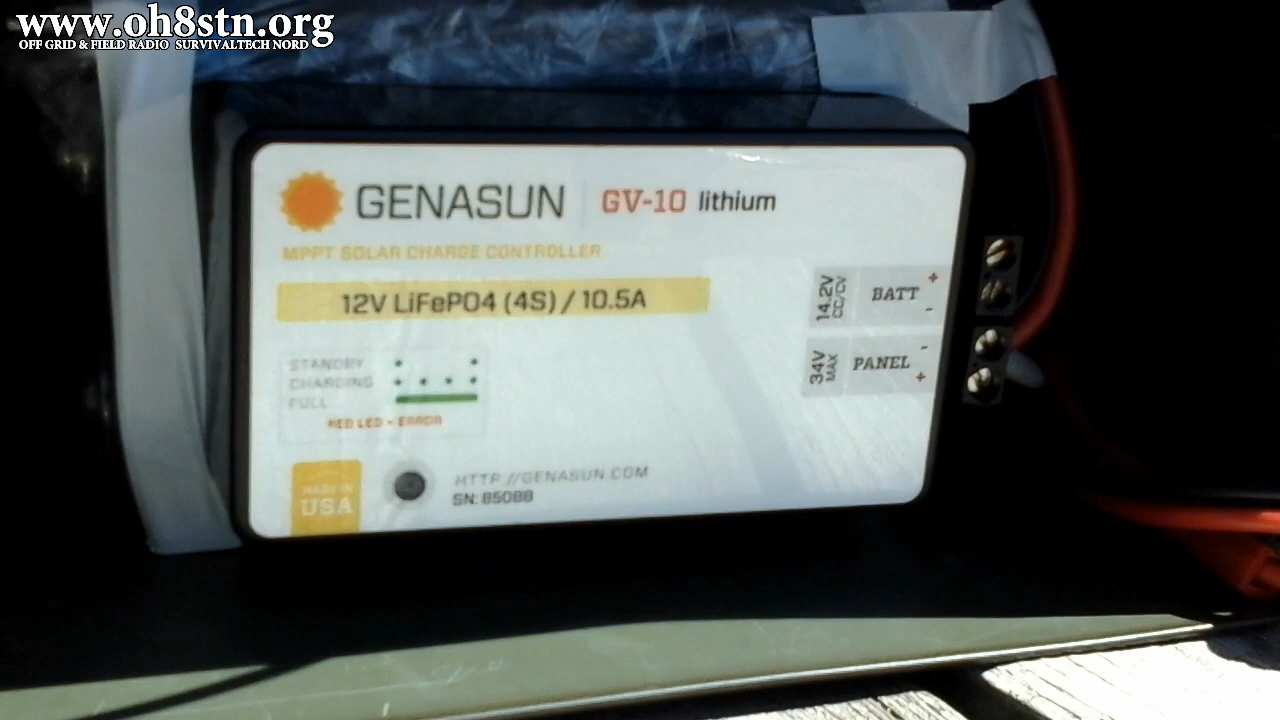 www.oh8stn.org
OFF GRID & FIELD RADIO SURVIVALTECH NORD
GENASUN GV-10 lithium
MPPT SOLAR CHARGE CONTROLLER
12V LiFePO4 (4S) / 10.5A
14.2V
CC/CV
BATT + -
34V
MAX
PANEL - +
STANDBY
CHARGING
FULL
RED LED = ERROR
MADE IN
USA
HTTP://GENASUN.COM
SN: 85088